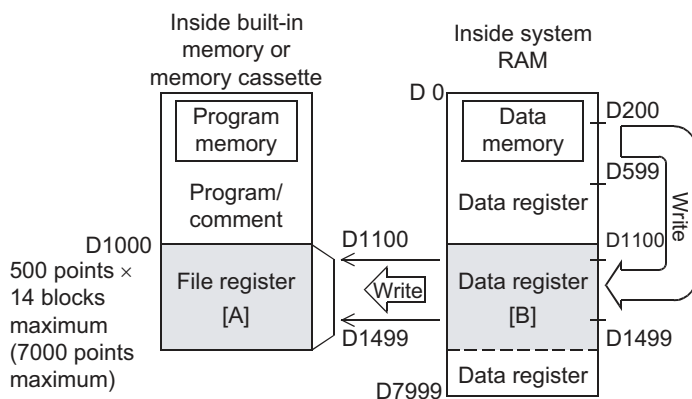 Inside built-in
memory or
memory cassette
Program
memory
Program/
comment
D1000
500 points ×
14 blocks
maximum
(7000 points
maximum)
File register
[A]
D1100
Write
D1499
Inside system
RAM
D 0
Data
memory
Data register
Data register
[B]
Data register
D7999
D200
D599
Write
D1100
D1499